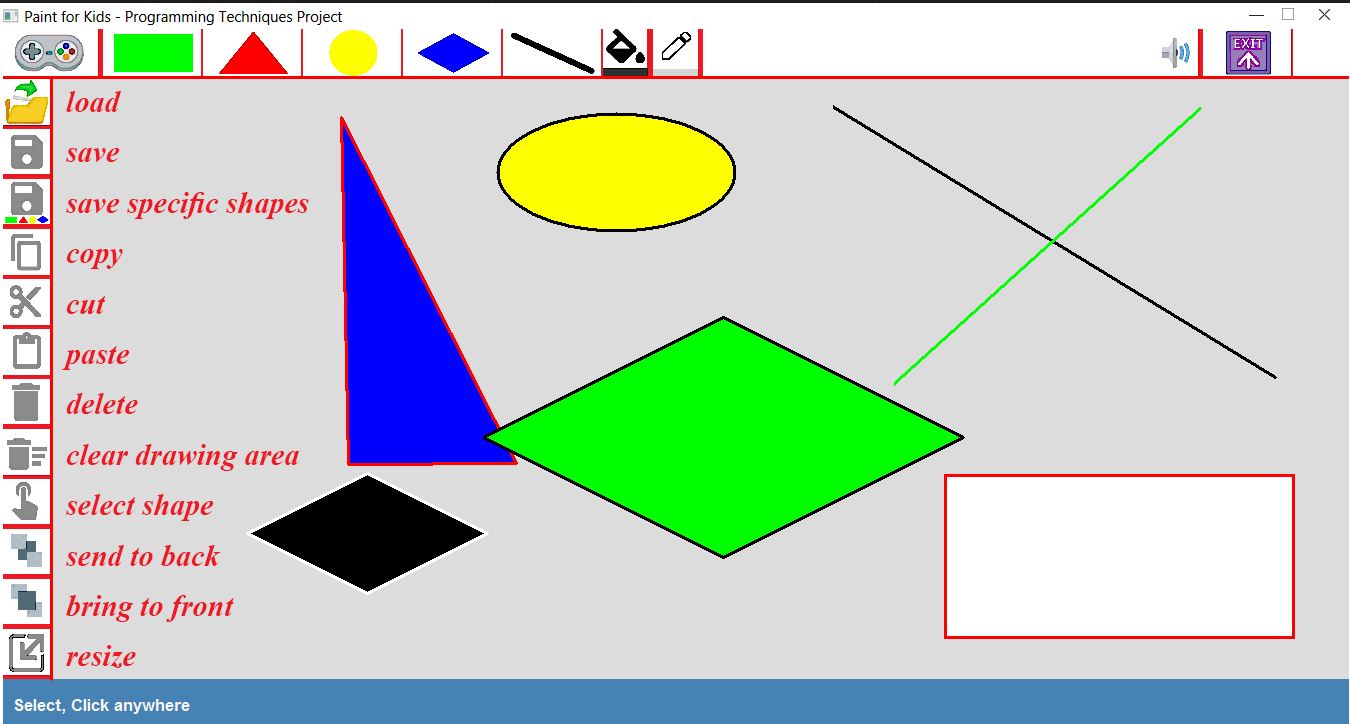 Paint for Kids - Programming Techniques Project
EXIT
load
save
save specific shapes
copy
cut
paste
delete
clear drawing area
select shape
send to back
bring to front
resize
Select, Click anywhere